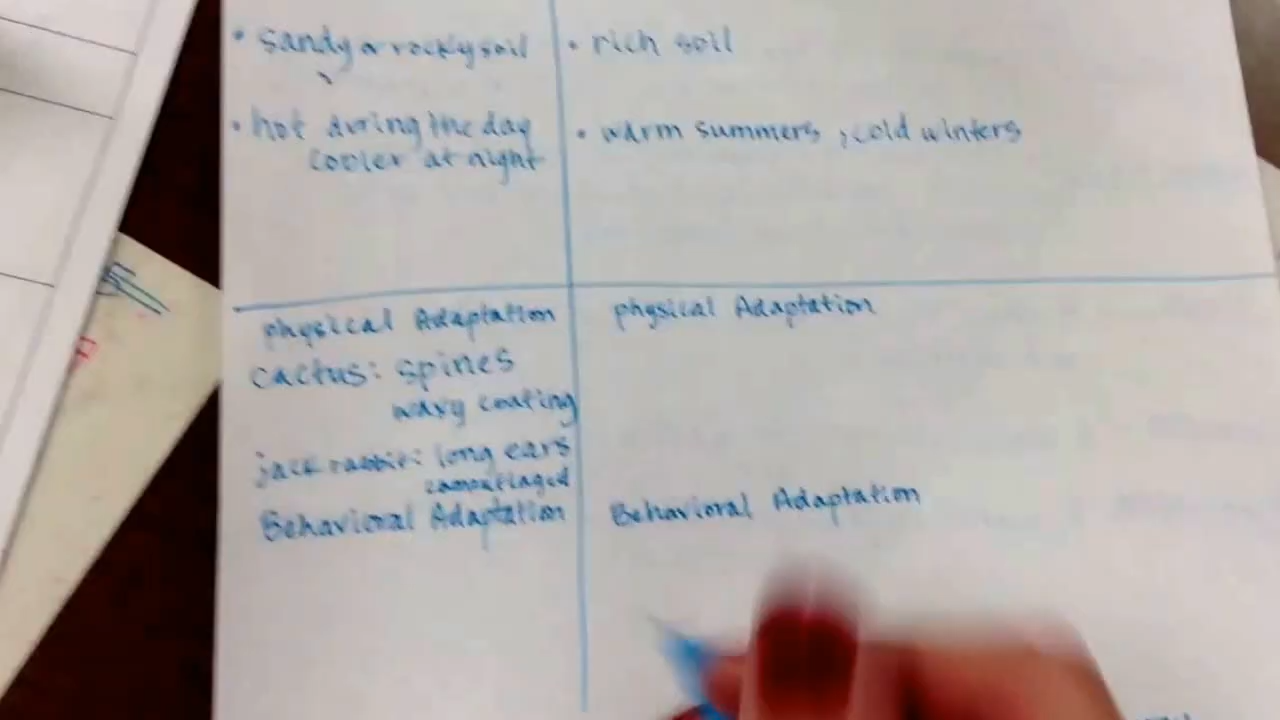 • sandy or rocky soil
• hot during the day
cooler at night
• rich soil
• warm summers, cold winters
physical Adaptation
cactus: spines
waxy coating
jack rabbit: long ears
camouflaged
Behavioral Adaptation
physical Adaptation
Behavioral Adaptation